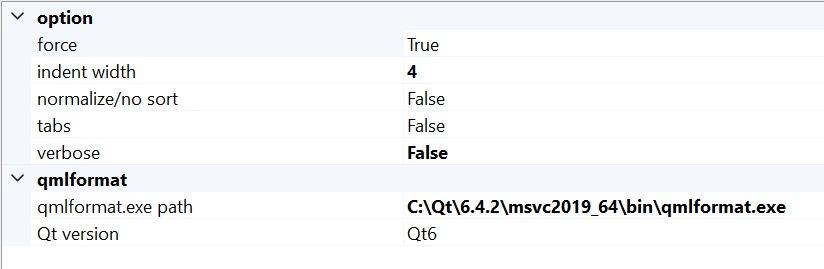 option
force True
indent width 4
normalize/no sort False
tabs False
verbose False
qmlformat
qmlformat.exe path C:\Qt\6.4.2\msvc2019_64\bin\qmlformat.exe
Qt version Qt6